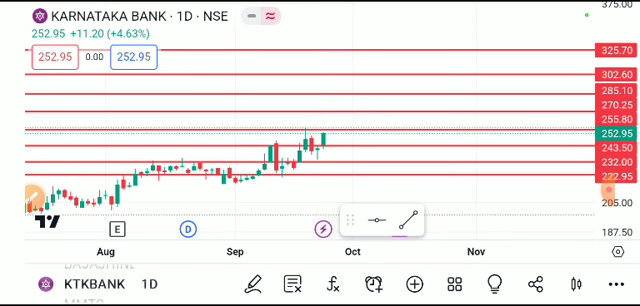 KARNATAKA BANK · 1D · NSE
252.95 +11.20 (+4.63%)
252.95 0.00 252.95
375.00
325.70
302.60
285.10
270.25
255.80
252.95
243.50
232.00
222.95
205.00
187.50
E D
Aug Sep Oct Nov
BAJAJHIND
KTKBANK 1D
MMTC